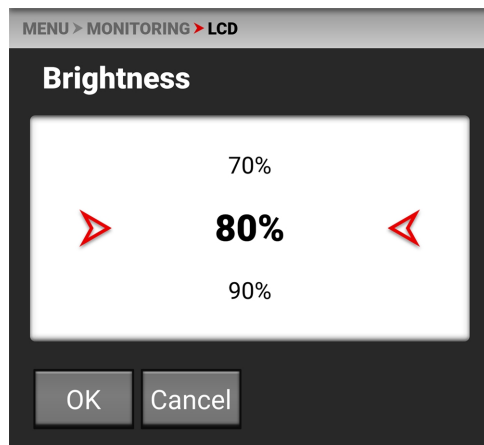 MENU > MONITORING > LCD
Brightness
70%
80%
90%
OK Cancel